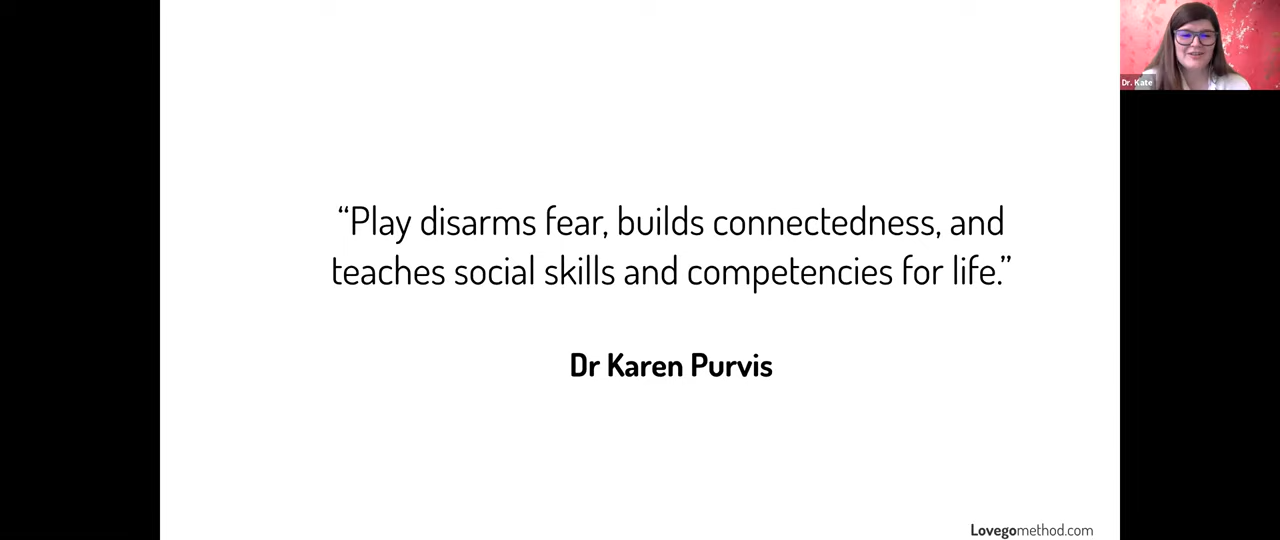 Dr. Kate
“Play disarms fear, builds connectedness, and
teaches social skills and competencies for life.”
Dr Karen Purvis
Lovegomethod.com